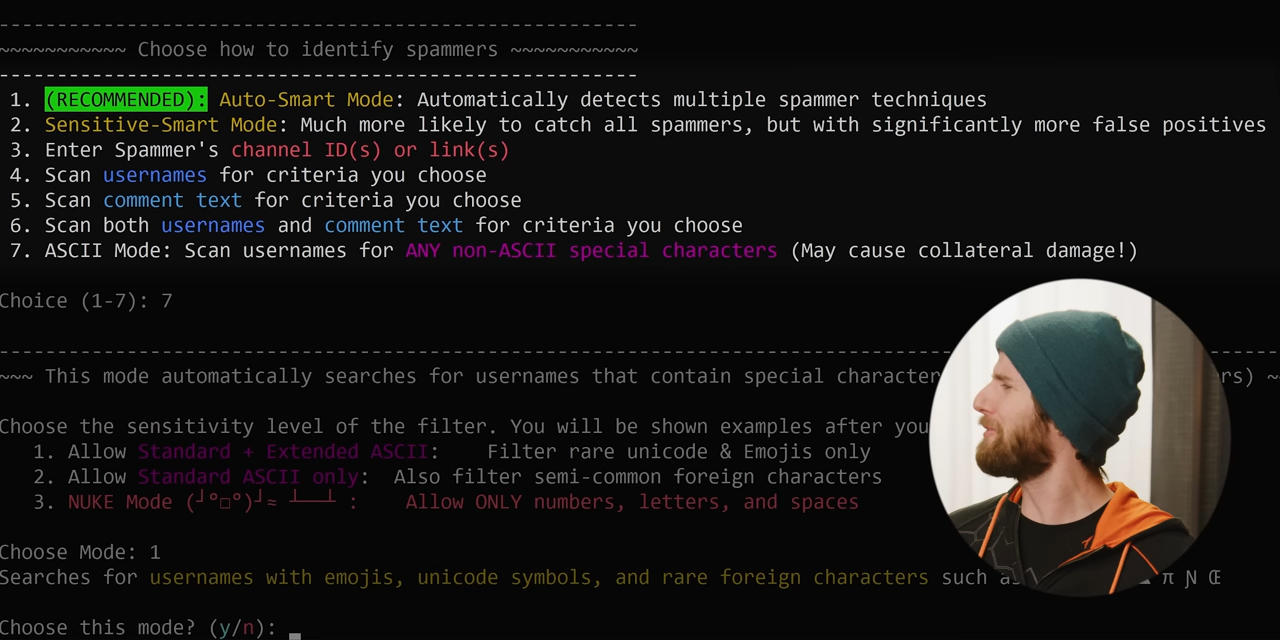 ~~~~~~~~~~~ Choose how to identify spammers ~~~~~~~~~~~
1. (RECOMMENDED): Auto-Smart Mode: Automatically detects multiple spammer techniques
2. Sensitive-Smart Mode: Much more likely to catch all spammers, but with significantly more false positives
3. Enter Spammer's channel ID(s) or link(s)
4. Scan usernames for criteria you choose
5. Scan comment text for criteria you choose
6. Scan both usernames and comment text for criteria you choose
7. ASCII Mode: Scan usernames for ANY non-ASCII special characters (May cause collateral damage!)
Choice (1-7): 7
~~~ This mode automatically searches for usernames that contain special character rs) ~
Choose the sensitivity level of the filter. You will be shown examples after you
1. Allow Standard + Extended ASCII: Filter rare unicode & Emojis only
2. Allow Standard ASCII only: Also filter semi-common foreign characters
3. NUKE Mode (┘°□°)┘≈ ┴──┴ : Allow ONLY numbers, letters, and spaces
Choose Mode: 1
Searches for usernames with emojis, unicode symbols, and rare foreign characters such as π Ɲ Œ
Choose this mode? (y/n):